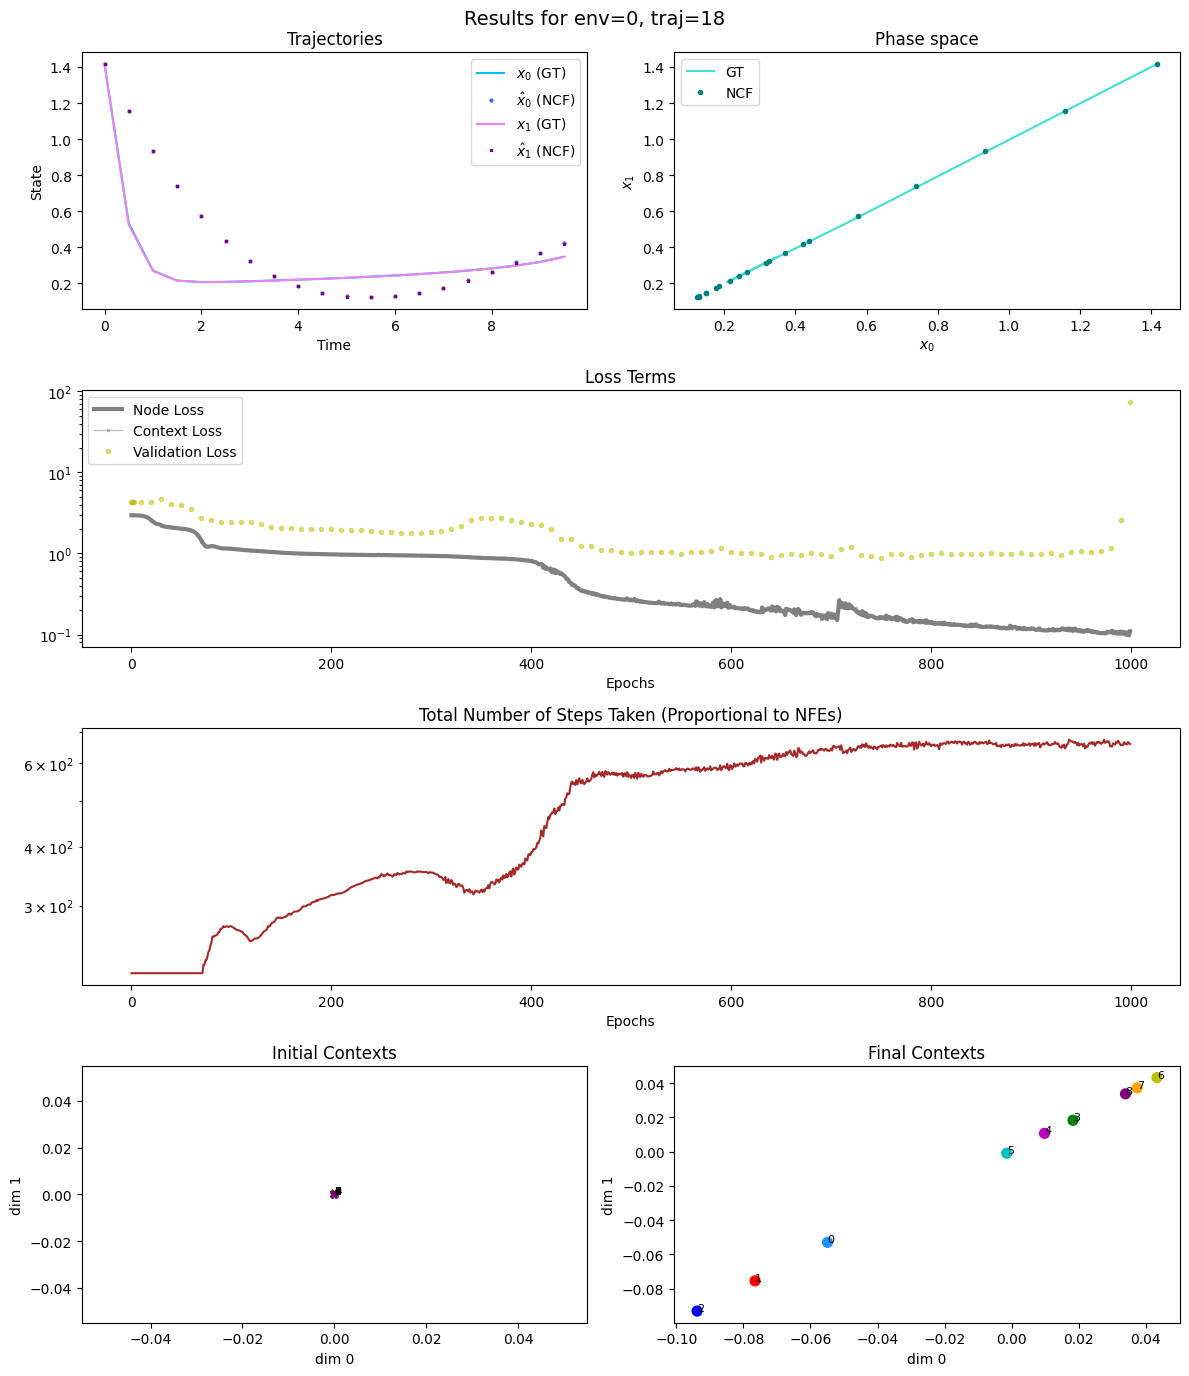 Results for env=0, traj=18
Trajectories
Phase space
1.4
1.2
1.0
0.8
0.6
0.4
0.2
State
x₀ (GT)
x̂₀ (NCF)
x₁ (GT)
x̂₁ (NCF)
0 2 4 6 8
Time
1.4
1.2
1.0
0.8
0.6
0.4
0.2
x₁
GT
NCF
0.2 0.4 0.6 0.8 1.0 1.2 1.4
x₀
Loss Terms
10²
10¹
10⁰
10⁻¹
Node Loss
Context Loss
Validation Loss
0 200 400 600 800 1000
Epochs
Total Number of Steps Taken (Proportional to NFEs)
6 × 10²
4 × 10²
3 × 10²
0 200 400 600 800 1000
Epochs
Initial Contexts
0.04
0.02
0.00
−0.02
−0.04
dim 1
−0.04 −0.02 0.00 0.02 0.04
dim 0
Final Contexts
0.04
0.02
0.00
−0.02
−0.04
−0.06
−0.08
dim 1
6
7
8
3
4
5
0
1
2
−0.10 −0.08 −0.06 −0.04 −0.02 0.00 0.02 0.04
dim 0